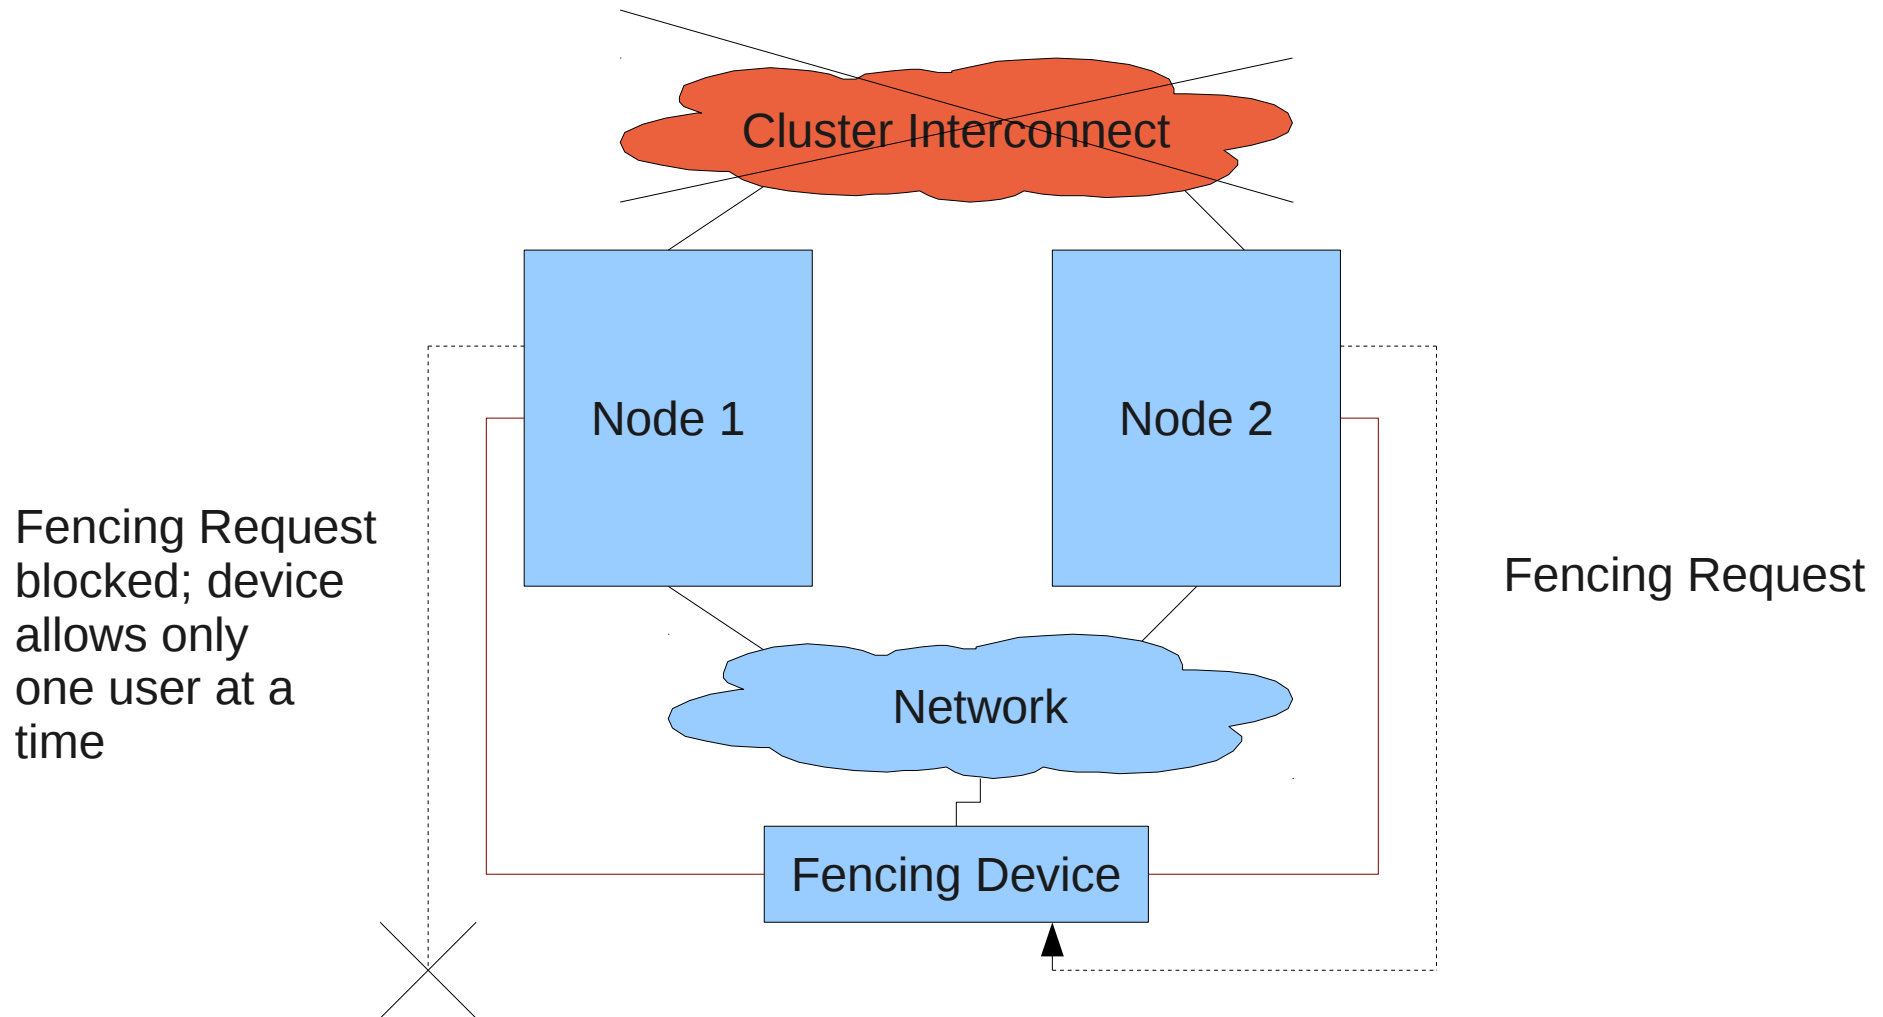 Cluster Interconnect
Node 1
Node 2
Fencing Request
blocked; device
allows only
one user at a
time
Fencing Request
Network
Fencing Device